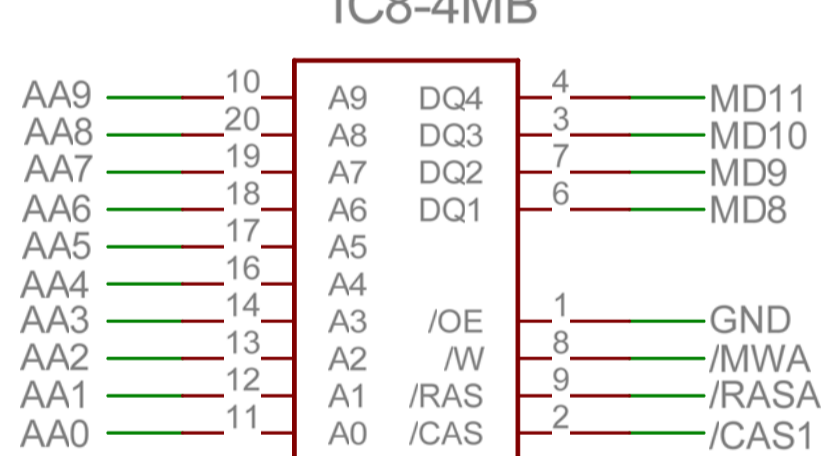 IC8-4MB
AA9 10 A9 DQ4 4 MD11
AA8 20 A8 DQ3 3 MD10
AA7 19 A7 DQ2 7 MD9
AA6 18 A6 DQ1 6 MD8
AA5 17 A5
AA4 16 A4
AA3 14 A3 /OE 1 GND
AA2 13 A2 /W 8 /MWA
AA1 12 A1 /RAS 9 /RASA
AA0 11 A0 /CAS 2 /CAS1